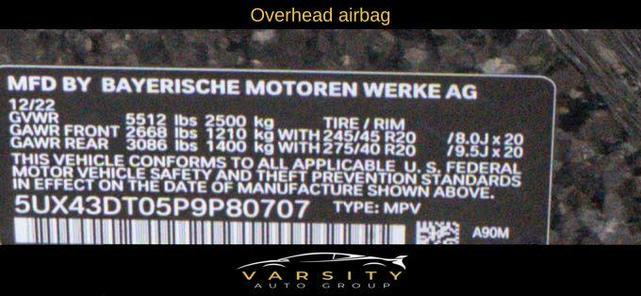 Overhead airbag
MFD BY BAYERISCHE MOTOREN WERKE AG
12/22
GVWR 5512 lbs 2500 kg TIRE / RIM
GAWR FRONT 2668 lbs 1210 kg WITH 245/45 R20 /8.0J x 20
GAWR REAR 3086 lbs 1400 kg WITH 275/40 R20 /9.5J x 20
THIS VEHICLE CONFORMS TO ALL APPLICABLE U.S. FEDERAL
MOTOR VEHICLE SAFETY AND THEFT PREVENTION STANDARDS
IN EFFECT ON THE DATE OF MANUFACTURE SHOWN ABOVE.
5UX43DT05P9P80707 TYPE: MPV
A90M
VARSITY
AUTO GROUP